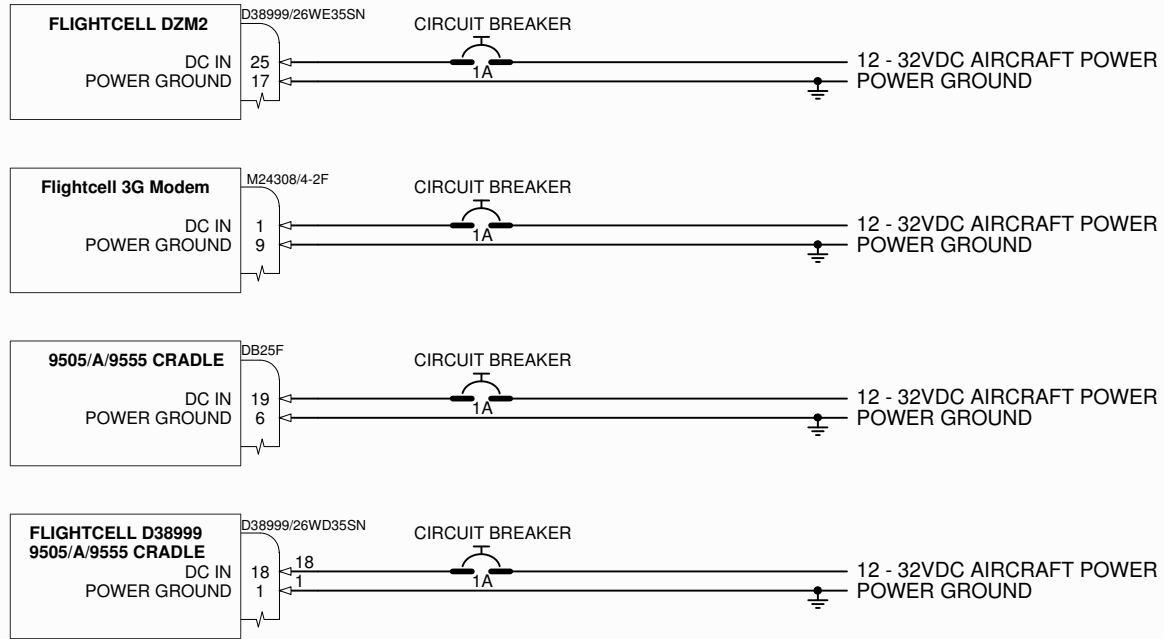 FLIGHTCELL DZM2
D38999/26WE35SN
CIRCUIT BREAKER
DC IN 25 1A 12 - 32VDC AIRCRAFT POWER
POWER GROUND 17 POWER GROUND
Flightcell 3G Modem
M24308/4-2F
CIRCUIT BREAKER
DC IN 1 1A 12 - 32VDC AIRCRAFT POWER
POWER GROUND 9 POWER GROUND
9505/A/9555 CRADLE
DB25F
CIRCUIT BREAKER
DC IN 19 1A 12 - 32VDC AIRCRAFT POWER
POWER GROUND 6 POWER GROUND
FLIGHTCELL D38999
9505/A/9555 CRADLE
D38999/26WD35SN
CIRCUIT BREAKER
DC IN 18 18 1A 12 - 32VDC AIRCRAFT POWER
POWER GROUND 1 1 POWER GROUND